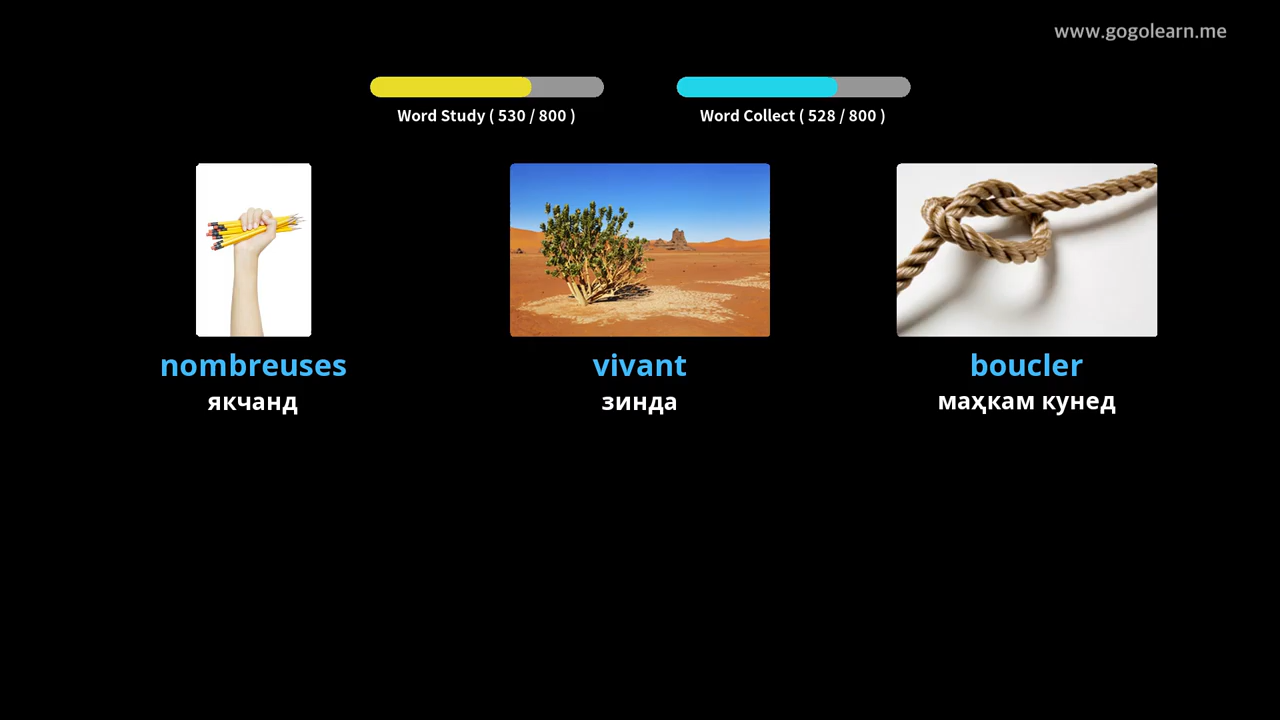 www.gogolearn.me
Word Study ( 530 / 800 )
Word Collect ( 528 / 800 )
nombreuses
якчанд
vivant
зинда
boucler
маҳкам кунед